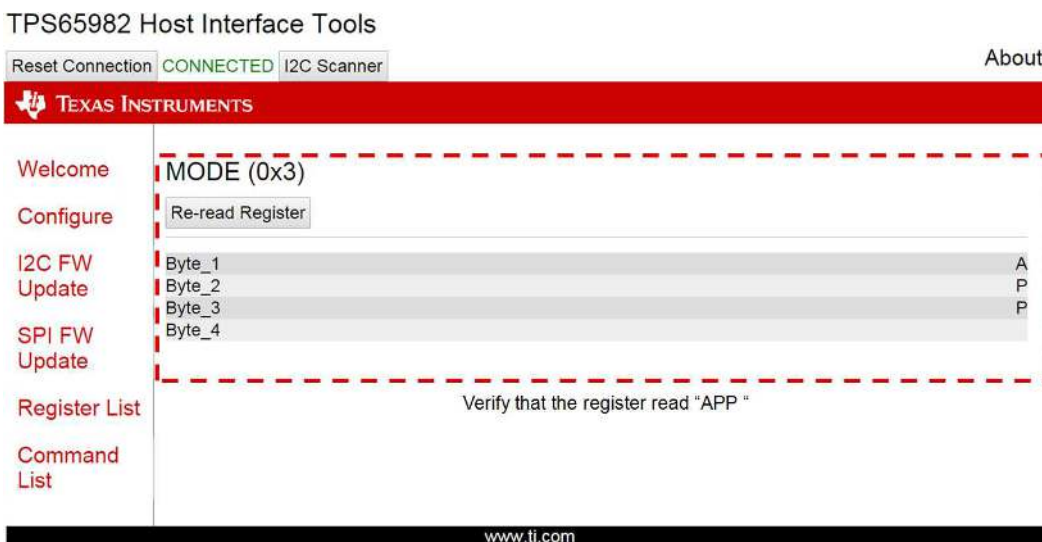 TPS65982 Host Interface Tools
Reset Connection CONNECTED I2C Scanner About
TEXAS INSTRUMENTS
Welcome
Configure
I2C FW
Update
SPI FW
Update
Register List
Command
List
MODE (0x3)
Re-read Register
Byte_1 A
Byte_2 P
Byte_3 P
Byte_4
Verify that the register read “APP “
www.ti.com